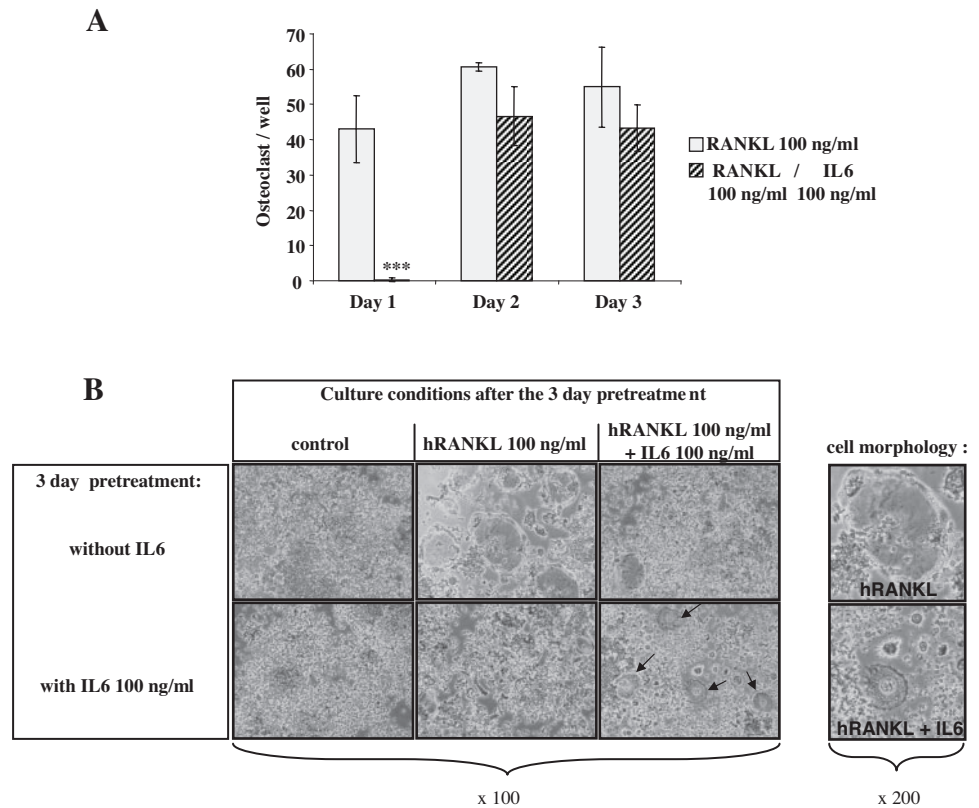 A
70
60
50
40
30
20
10
0
Osteoclast / well
***
Day 1 Day 2 Day 3
RANKL 100 ng/ml
RANKL / IL6
100 ng/ml 100 ng/ml
B
Culture conditions after the 3 day pretreatment
control
hRANKL 100 ng/ml
hRANKL 100 ng/ml
+ IL6 100 ng/ml
cell morphology :
3 day pretreatment:
without IL6
hRANKL
with IL6 100 ng/ml
hRANKL + IL6
x 100
x 200